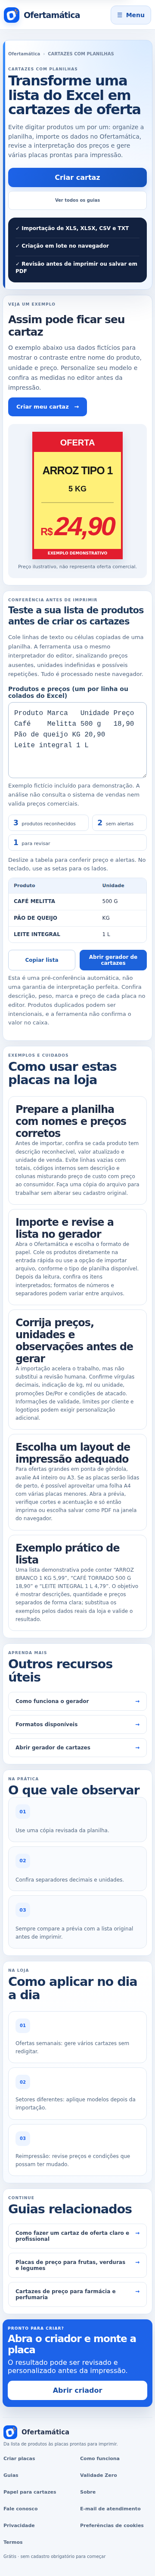 Ofertamática
☰ Menu
Ofertamática › CARTAZES COM PLANILHAS
CARTAZES COM PLANILHAS
Transforme uma
lista do Excel em
cartazes de oferta
Evite digitar produtos um por um: organize a
planilha, importe os dados na Ofertamática,
revise a interpretação dos preços e gere
várias placas prontas para impressão.
Criar cartaz
Ver todos os guias
✓ Importação de XLS, XLSX, CSV e TXT
✓ Criação em lote no navegador
✓ Revisão antes de imprimir ou salvar em
PDF
VEJA UM EXEMPLO
Assim pode ficar seu
cartaz
O exemplo abaixo usa dados fictícios para
mostrar o contraste entre nome do produto,
unidade e preço. Personalize seu modelo e
confira as medidas no editor antes da
impressão.
Criar meu cartaz →
OFERTA
ARROZ TIPO 1
5 KG
R$24,90
EXEMPLO DEMONSTRATIVO
Preço ilustrativo, não representa oferta comercial
CONFERÊNCIA ANTES DE IMPRIMIR
Teste a sua lista de produtos
antes de criar os cartazes
Cole linhas de texto ou células copiadas de uma
planilha. A ferramenta usa o mesmo
interpretador do editor, sinalizando preços
ausentes, unidades indefinidas e possíveis
repetições. Tudo é processado neste navegador.
Produtos e preços (um por linha ou
colados do Excel)
Produto Marca Unidade Preço
Café Melitta 500 g 18,90
Pão de queijo KG 20,90
Leite integral 1 L
Exemplo fictício incluído para demonstração. A
análise não consulta o sistema de vendas nem
valida preços comerciais.
3 produtos reconhecidos
2 sem alertas
1 para revisar
Deslize a tabela para conferir preço e alertas. No
teclado, use as setas para os lados.
Produto Unidade
CAFÉ MELITTA 500 G
PÃO DE QUEIJO KG
LEITE INTEGRAL 1 L
Copiar lista
Abrir gerador de
cartazes
Esta é uma pré-conferência automática, não
uma garantia de interpretação perfeita. Confira
descrição, peso, marca e preço de cada placa no
editor. Produtos duplicados podem ser
intencionais, e a ferramenta não confirma o
valor no caixa.
EXEMPLOS E CUIDADOS
Como usar estas
placas na loja
Prepare a planilha
com nomes e preços
corretos
Antes de importar, confira se cada produto tem
descrição reconhecível, valor atualizado e
unidade de venda. Evite linhas vazias de
totais, códigos internos sem descrição e
colunas misturando preço de custo com preço
ao consumidor. Faça uma cópia do arquivo para
trabalhar sem alterar seu cadastro original.
Importe e revise a
lista no gerador
Abra o Ofertamática e escolha o formato de
papel. Cole os produtos diretamente na
entrada rápida ou use a opção de importar
arquivo, conforme o tipo de planilha disponível.
Depois da leitura, confira os itens
interpretados, formatos de números e
separadores podem variar entre arquivos.
Corrija preços,
unidades e
observações antes de
gerar
A importação acelera o trabalho, mas não
substitui a revisão humana. Confirme vírgulas
decimais, indicação de kg, ml ou unidade,
promoções De/Por e condições de atacado.
Informações de validade, limites por cliente e
logotipos podem exigir personalização
adicional.
Escolha um layout de
impressão adequado
Para ofertas grandes em ponta de gôndola,
avalie A4 inteiro ou A3. Se as placas serão lidas
de perto, é possível aproveitar uma folha A4
com várias placas menores. Abra a prévia,
verifique cortes e acentuação e só então
imprima ou escolha salvar como PDF na janela
do navegador.
Exemplo prático de
lista
Uma lista demonstrativa pode conter “ARROZ
BRANCO 1 KG 5,99”, “CAFÉ TORRADO 500 G
18,90” e “LEITE INTEGRAL 1 L 4,79”. O objetivo
é mostrar descrições, quantidade e preços
separados de forma clara; substitua os
exemplos pelos dados reais da loja e valide o
resultado.
APRENDA MAIS
Outros recursos
úteis
Como funciona o gerador →
Formatos disponíveis →
Abrir gerador de cartazes →
NA PRÁTICA
O que vale observar
01
Use uma cópia revisada da planilha.
02
Confira separadores decimais e unidades.
03
Sempre compare a prévia com a lista original
antes de imprimir.
NA LOJA
Como aplicar no dia
a dia
01
Ofertas semanais: gere vários cartazes sem
redigitar.
02
Setores diferentes: aplique modelos depois da
importação.
03
Reimpressão: revise preços e condições que
possam ter mudado.
CONTINUE
Guias relacionados
Como fazer um cartaz de oferta claro e
profissional →
Placas de preço para frutas, verduras
e legumes →
Cartazes de preço para farmácia e
perfumaria →
PRONTO PARA CRIAR?
Abra o criador e monte a
placa
O resultado pode ser revisado e
personalizado antes da impressão.
Abrir criador
Ofertamática
Da lista de produtos às placas prontas para imprimir.
Criar placas
Como funciona
Guias
Validade Zero
Papel para cartazes
Sobre
Fale conosco
E-mail de atendimento
Privacidade
Preferências de cookies
Termos
Grátis · sem cadastro obrigatório para começar